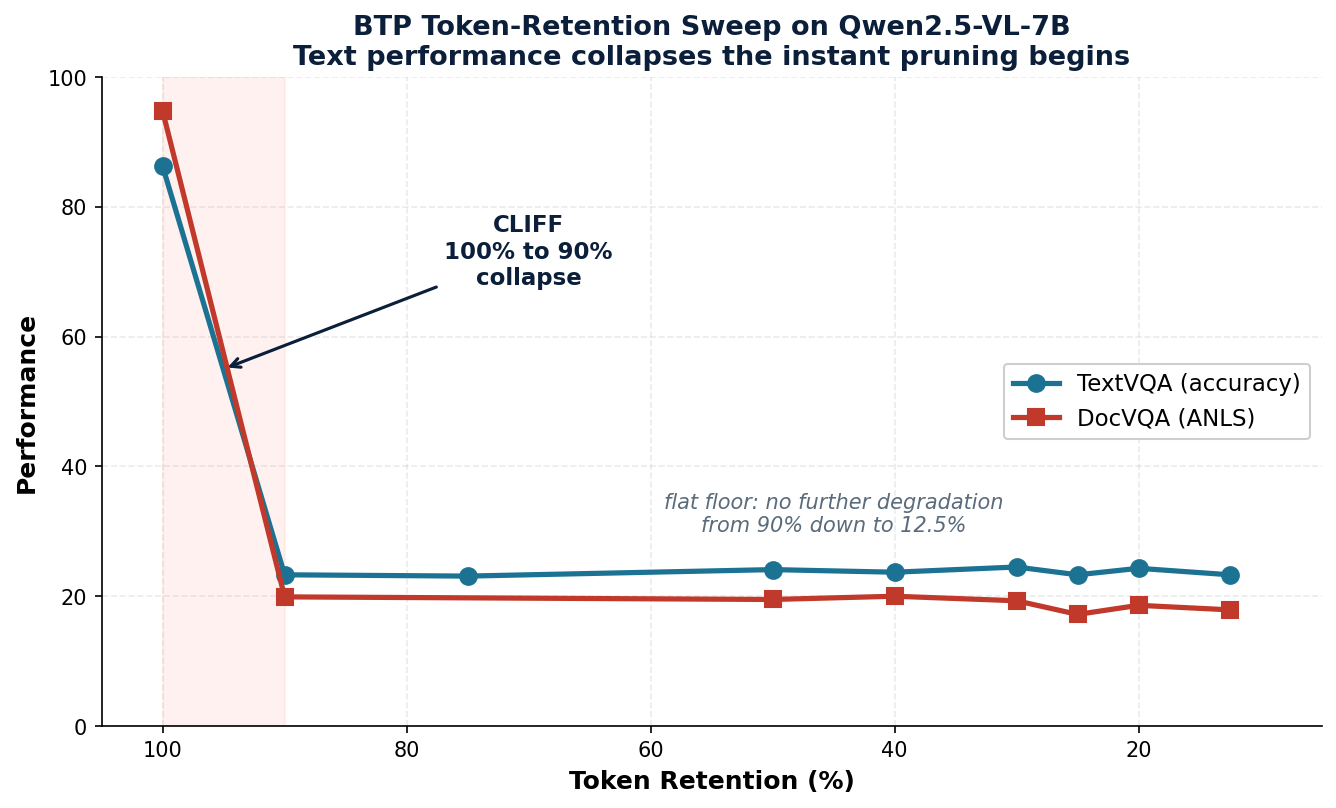 BTP Token-Retention Sweep on Qwen2.5-VL-7B
Text performance collapses the instant pruning begins
Performance
100
80
60
40
20
0
CLIFF
100% to 90%
collapse
TextVQA (accuracy)
DocVQA (ANLS)
flat floor: no further degradation
from 90% down to 12.5%
100 80 60 40 20
Token Retention (%)